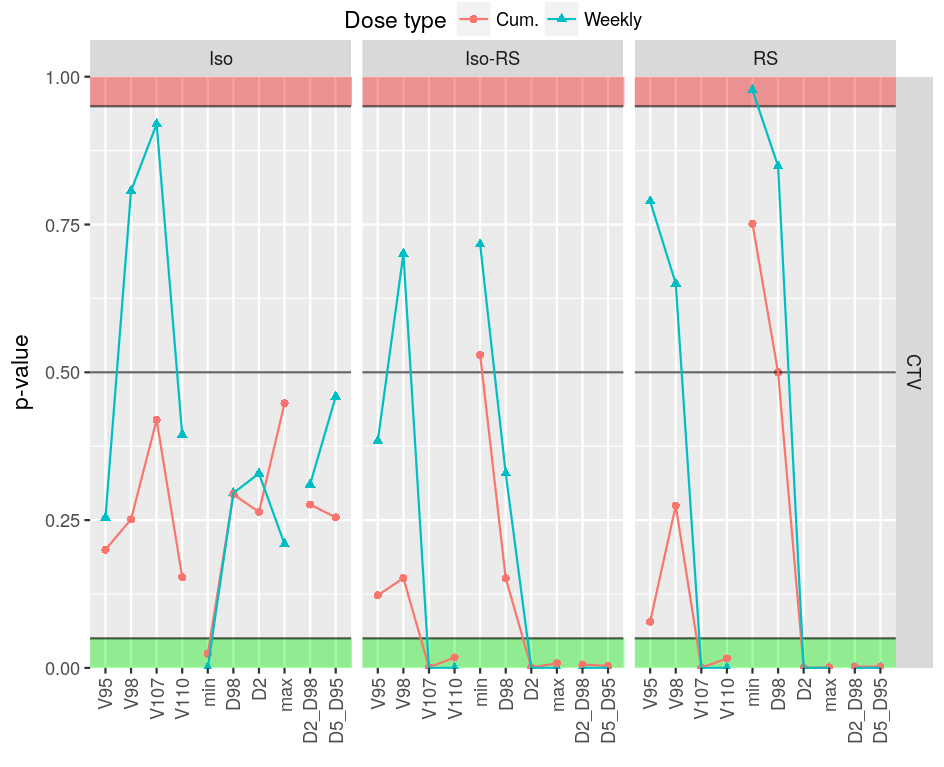 Dose type Cum. Weekly
Iso Iso-RS RS
1.00
0.75
0.50
0.25
0.00
p-value
CTV
V95 V98 V107 V110 min D98 D2 max D2_D98 D5_D95 V95 V98 V107 V110 min D98 D2 max D2_D98 D5_D95 V95 V98 V107 V110 min D98 D2 max D2_D98 D5_D95